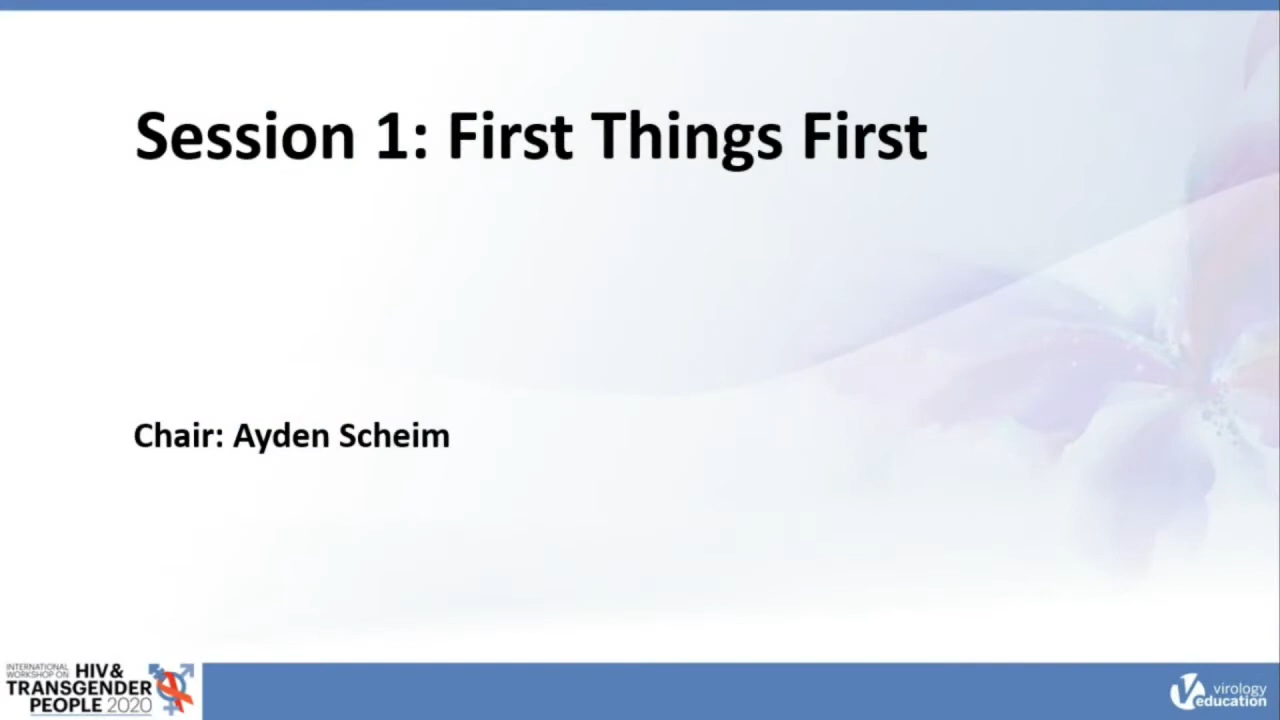 Session 1: First Things First
Chair: Ayden Scheim
INTERNATIONAL
WORKSHOP ON HIV &
TRANSGENDER
PEOPLE 2020
virology
education